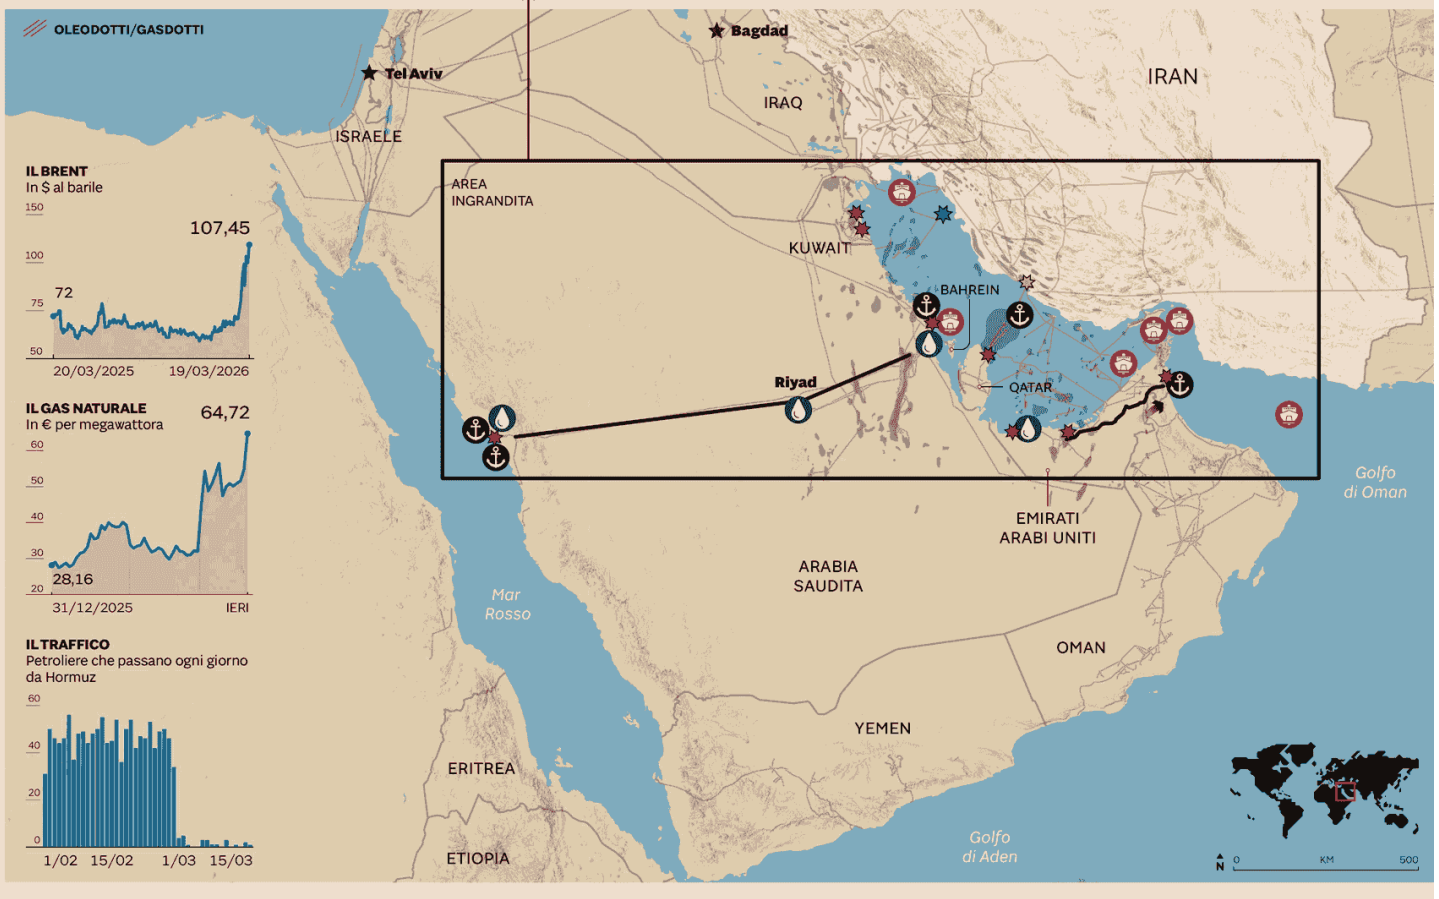 OLEODOTTI/GASDOTTI
Bagdad
Tel Aviv
IRAN
IRAQ
ISRAELE
IL BRENT
In $ al barile
150
107,45
100
72
75
50
20/03/2025 19/03/2026
AREA
INGRANDITA
KUWAIT
BAHREIN
Riyad
QATAR
IL GAS NATURALE
In € per megawattora
64,72
60
50
40
30
28,16
20
31/12/2025 IERI
Golfo
di Oman
EMIRATI
ARABI UNITI
ARABIA
SAUDITA
Mar
Rosso
OMAN
IL TRAFFICO
Petroliere che passano ogni giorno
da Hormuz
60
40
20
0
1/02 15/02 1/03 15/03
YEMEN
ERITREA
ETIOPIA
Golfo
di Aden
N
0 KM 500